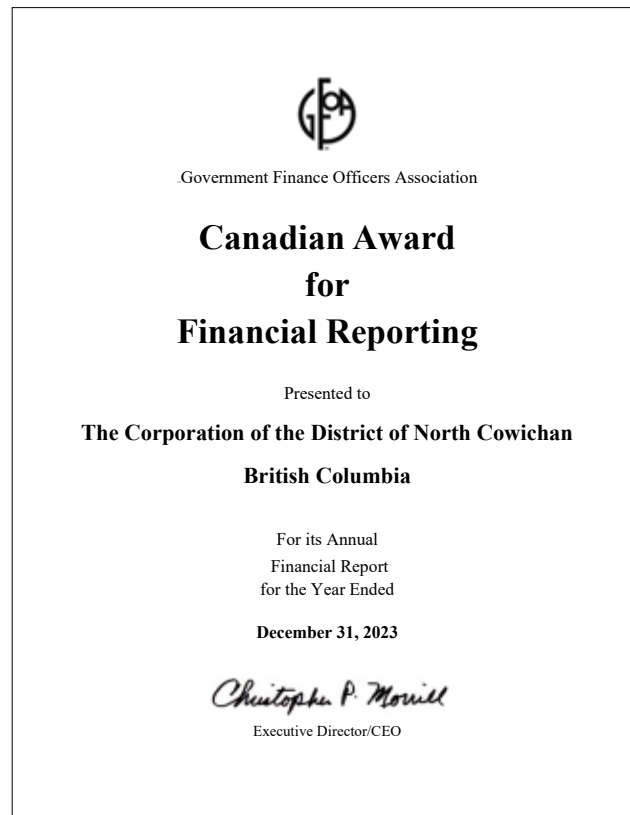 GFOA
Government Finance Officers Association
Canadian Award
for
Financial Reporting
Presented to
The Corporation of the District of North Cowichan
British Columbia
For its Annual
Financial Report
for the Year Ended
December 31, 2023
Christopher P. Morrill
Executive Director/CEO